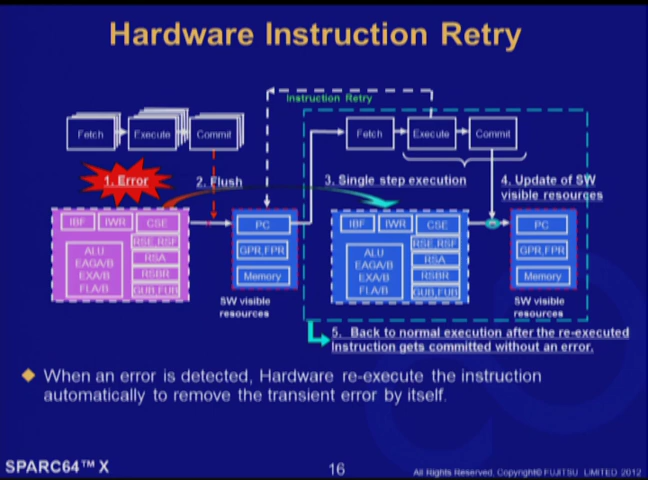 Hardware Instruction Retry
Instruction Retry
Fetch
Execute
Commit
Fetch
Execute
Commit
1. Error
2. Flush
3. Single step execution
4. Update of SW
visible resources
IBF
IWR
CSE
RSE,RSF
RSA
RSBR
GUB,FUB
ALU
EAGA/B
EXA/B
FLA/B
PC
GPR,FPR
Memory
SW visible
resources
IBF
IWR
CSE
RSE,RSF
RSA
RSBR
GUB,FUB
ALU
EAGA/B
EXA/B
FLA/B
PC
GPR,FPR
Memory
SW visible
resources
5. Back to normal execution after the re-executed
Instruction gets committed without an error.
When an error is detected, Hardware re-execute the instruction
automatically to remove the transient error by itself.
SPARC64™ X
16
All Rights Reserved, Copyright© FUJITSU LIMITED 2012